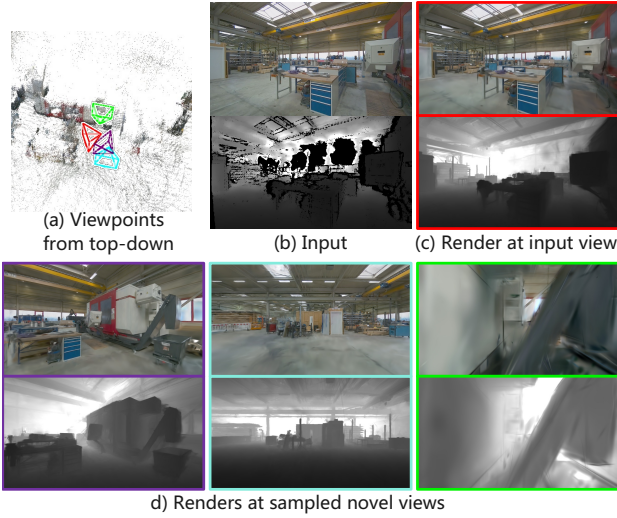 (a) Viewpoints
from top-down
(b) Input
(c) Render at input view
d) Renders at sampled novel views